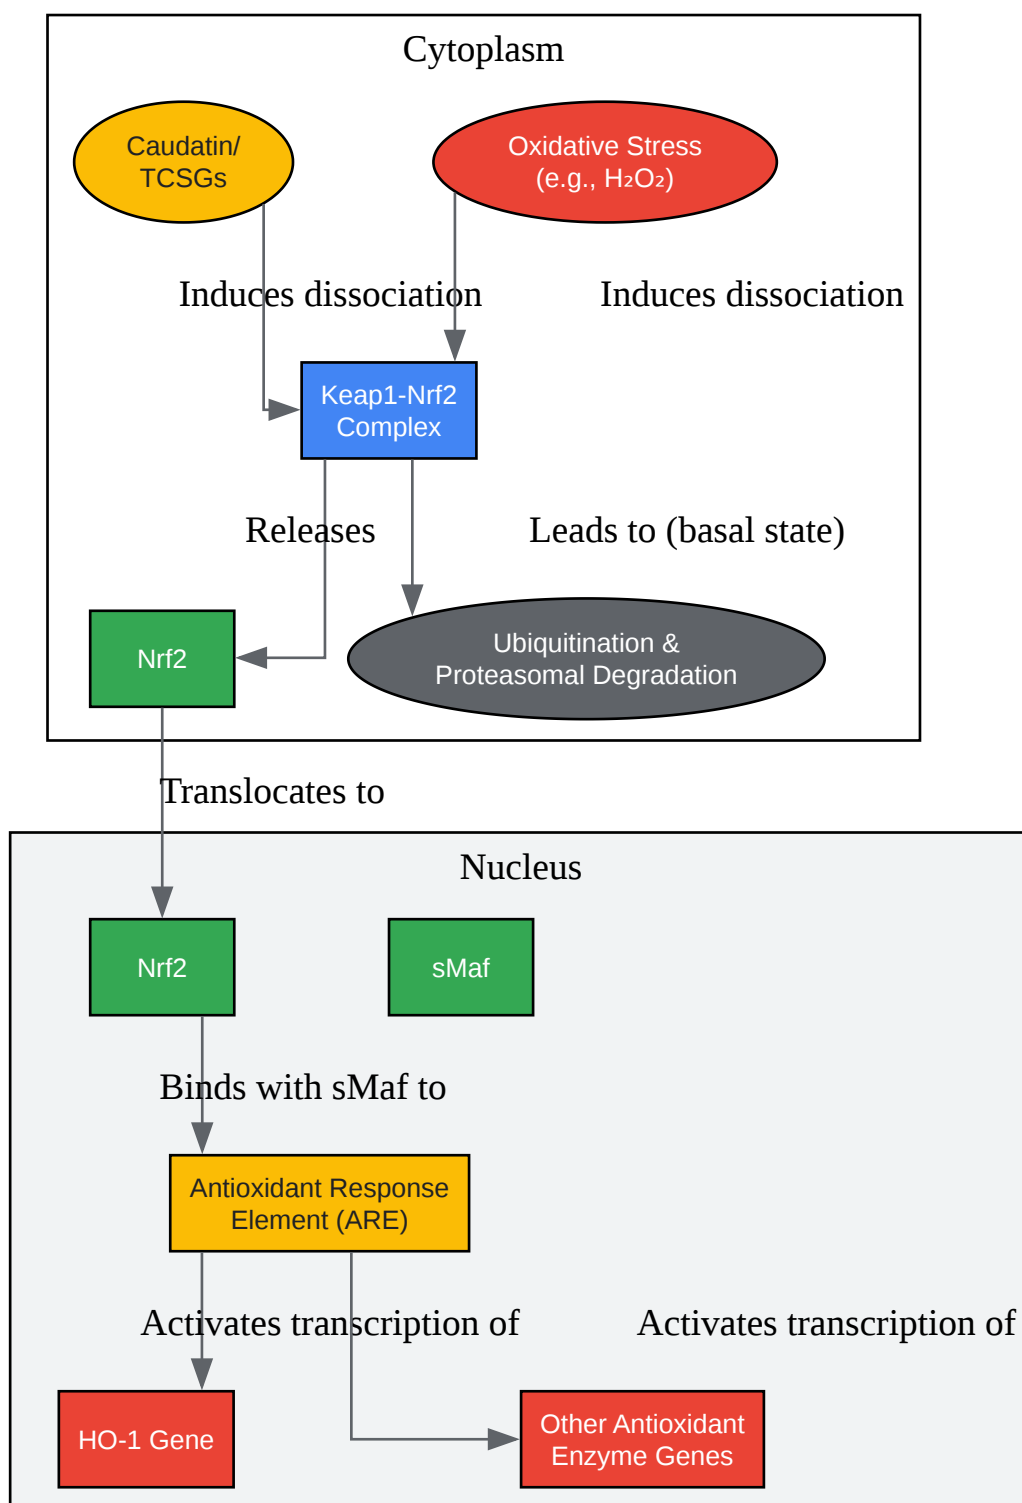 Cytoplasm
Caudatin/
TCSGs
Oxidative Stress
(e.g., H₂O₂)
Induces dissociation
Induces dissociation
Keap1-Nrf2
Complex
Releases
Leads to (basal state)
Nrf2
Ubiquitination &
Proteasomal Degradation
Translocates to
Nucleus
Nrf2
sMaf
Binds with sMaf to
Antioxidant Response
Element (ARE)
Activates transcription of
Activates transcription of
HO-1 Gene
Other Antioxidant
Enzyme Genes